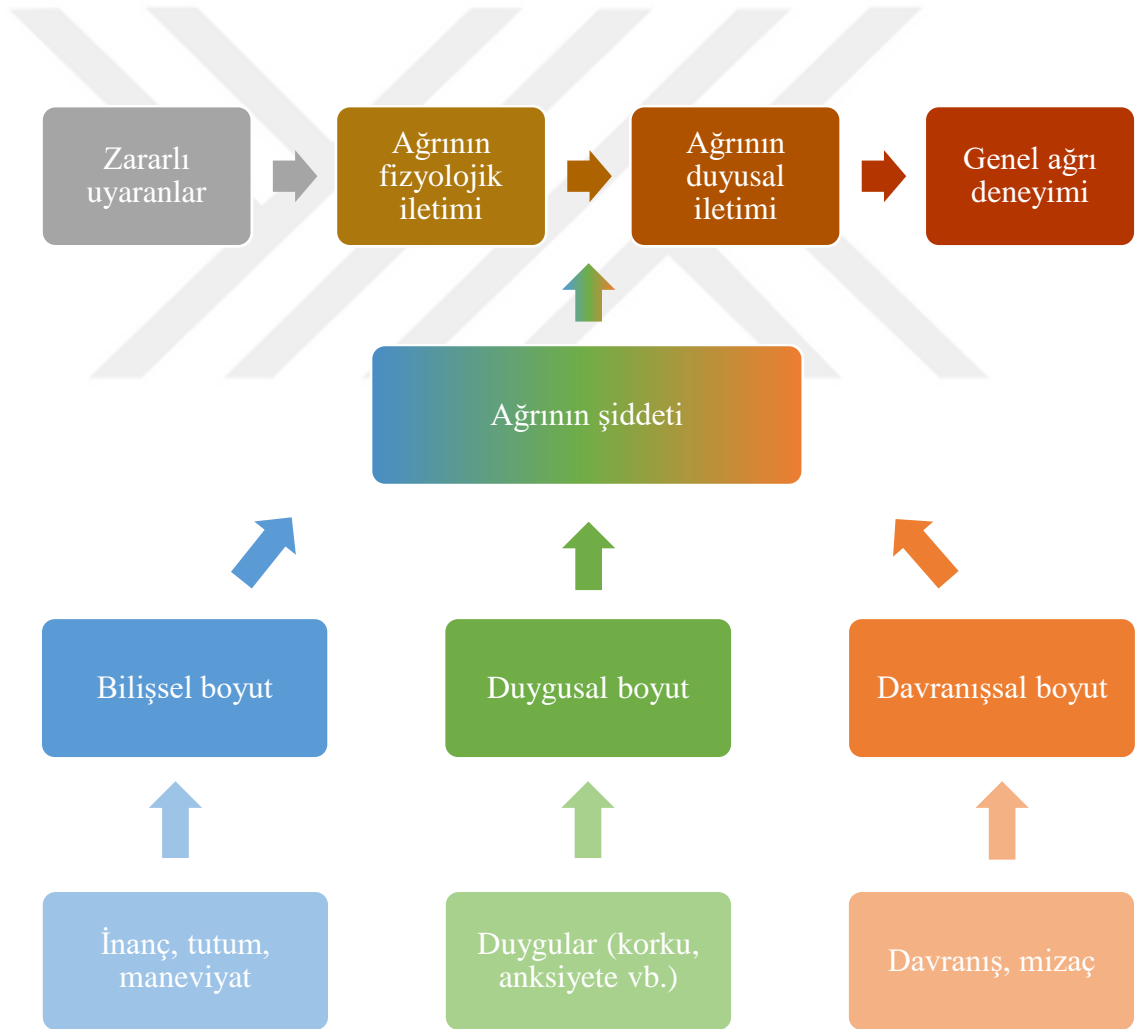 Zararlı
uyaranlar
Ağrının
fizyolojik
iletimi
Ağrının
duyusal
iletimi
Genel ağrı
deneyimi
Ağrının şiddeti
Bilişsel boyut
Duygusal boyut
Davranışsal boyut
İnanç, tutum,
maneviyat
Duygular (korku,
anksiyete vb.)
Davranış, mizaç